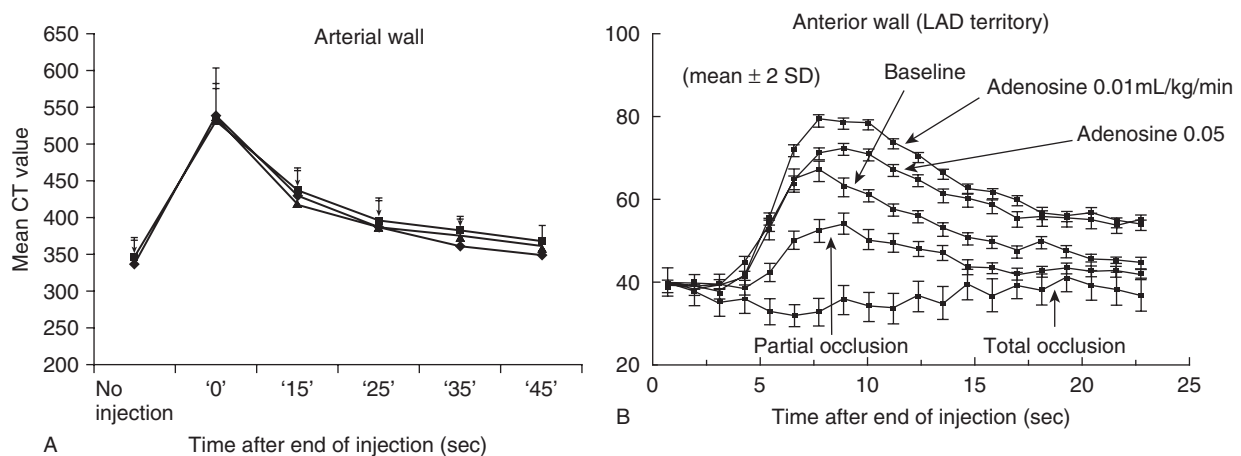 Arterial wall
Mean CT value
650
600
550
500
450
400
350
300
250
200
No injection
‘0’
‘15’
‘25’
‘35’
‘45’
A
Time after end of injection (sec)
Anterior wall (LAD territory)
(mean ± 2 SD)
Baseline
Adenosine 0.01mL/kg/min
Adenosine 0.05
100
80
60
40
20
Partial occlusion
Total occlusion
0
5
10
15
20
25
B
Time after end of injection (sec)